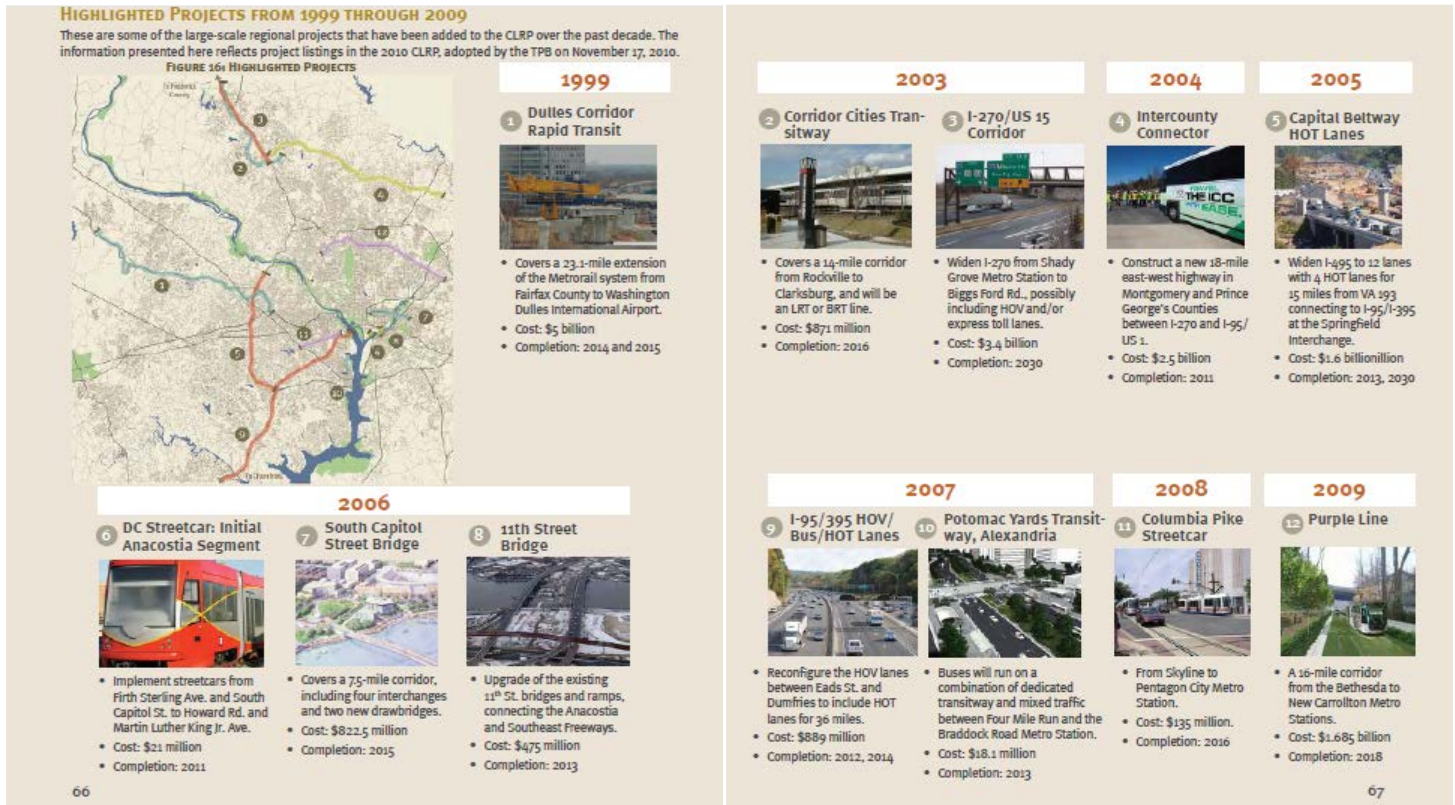 HIGHLIGHTED PROJECTS FROM 1999 THROUGH 2009
These are some of the large-scale regional projects that have been added to the CLRP over the past decade. The
information presented here reflects project listings in the 2010 CLRP, adopted by the TPB on November 17, 2010.
FIGURE 16: HIGHLIGHTED PROJECTS
To Frederick
County
3
2
4
12
1
7
11
5
8
6
10
9
1999
1 Dulles Corridor
Rapid Transit
• Covers a 23.1-mile extension
of the Metrorail system from
Fairfax County to Washington
Dulles International Airport.
• Cost: $5 billion
• Completion: 2014 and 2015
2006
6 DC Streetcar: Initial
Anacostia Segment
• Implement streetcars from
Firth Sterling Ave. and South
Capitol St. to Howard Rd. and
Martin Luther King Jr. Ave.
• Cost: $21 million
• Completion: 2011
7 South Capitol
Street Bridge
• Covers a 7.5-mile corridor,
including four interchanges
and two new drawbridges.
• Cost: $822.5 million
• Completion: 2015
8 11th Street
Bridge
• Upgrade of the existing
11th St. bridges and ramps,
connecting the Anacostia
and Southeast Freeways.
• Cost: $475 million
• Completion: 2013
66
2003
2 Corridor Cities Tran-
sitway
• Covers a 14-mile corridor
from Rockville to
Clarksburg, and will be
an LRT or BRT line.
• Cost: $871 million
• Completion: 2016
3 I-270/US 15
Corridor
• Widen I-270 from Shady
Grove Metro Station to
Biggs Ford Rd., possibly
including HOV and/or
express toll lanes.
• Cost: $3.4 billion
• Completion: 2030
2004
4 Intercounty
Connector
TRAVEL
THE ICC
WITH EASE.
• Construct a new 18-mile
east-west highway in
Montgomery and Prince
George's Counties
between I-270 and I-95/
US 1.
• Cost: $2.5 billion
• Completion: 2011
2005
5 Capital Beltway
HOT Lanes
• Widen I-495 to 12 lanes
with 4 HOT lanes for
15 miles from VA 193
connecting to I-95/I-395
at the Springfield
Interchange.
• Cost: $1.6 billionillion
• Completion: 2013, 2030
2007
9 I-95/395 HOV/
Bus/HOT Lanes
• Reconfigure the HOV lanes
between Eads St. and
Dumfries to include HOT
lanes for 36 miles.
• Cost: $889 million
• Completion: 2012, 2014
10 Potomac Yards Transit-
way, Alexandria
• Buses will run on a
combination of dedicated
transitway and mixed traffic
between Four Mile Run and the
Braddock Road Metro Station.
• Cost: $18.1 million
• Completion: 2013
2008
11 Columbia Pike
Streetcar
• From Skyline to
Pentagon City Metro
Station.
• Cost: $135 million.
• Completion: 2016
2009
12 Purple Line
• A 16-mile corridor
from the Bethesda to
New Carrollton Metro
Stations.
• Cost: $1.685 billion
• Completion: 2018
67